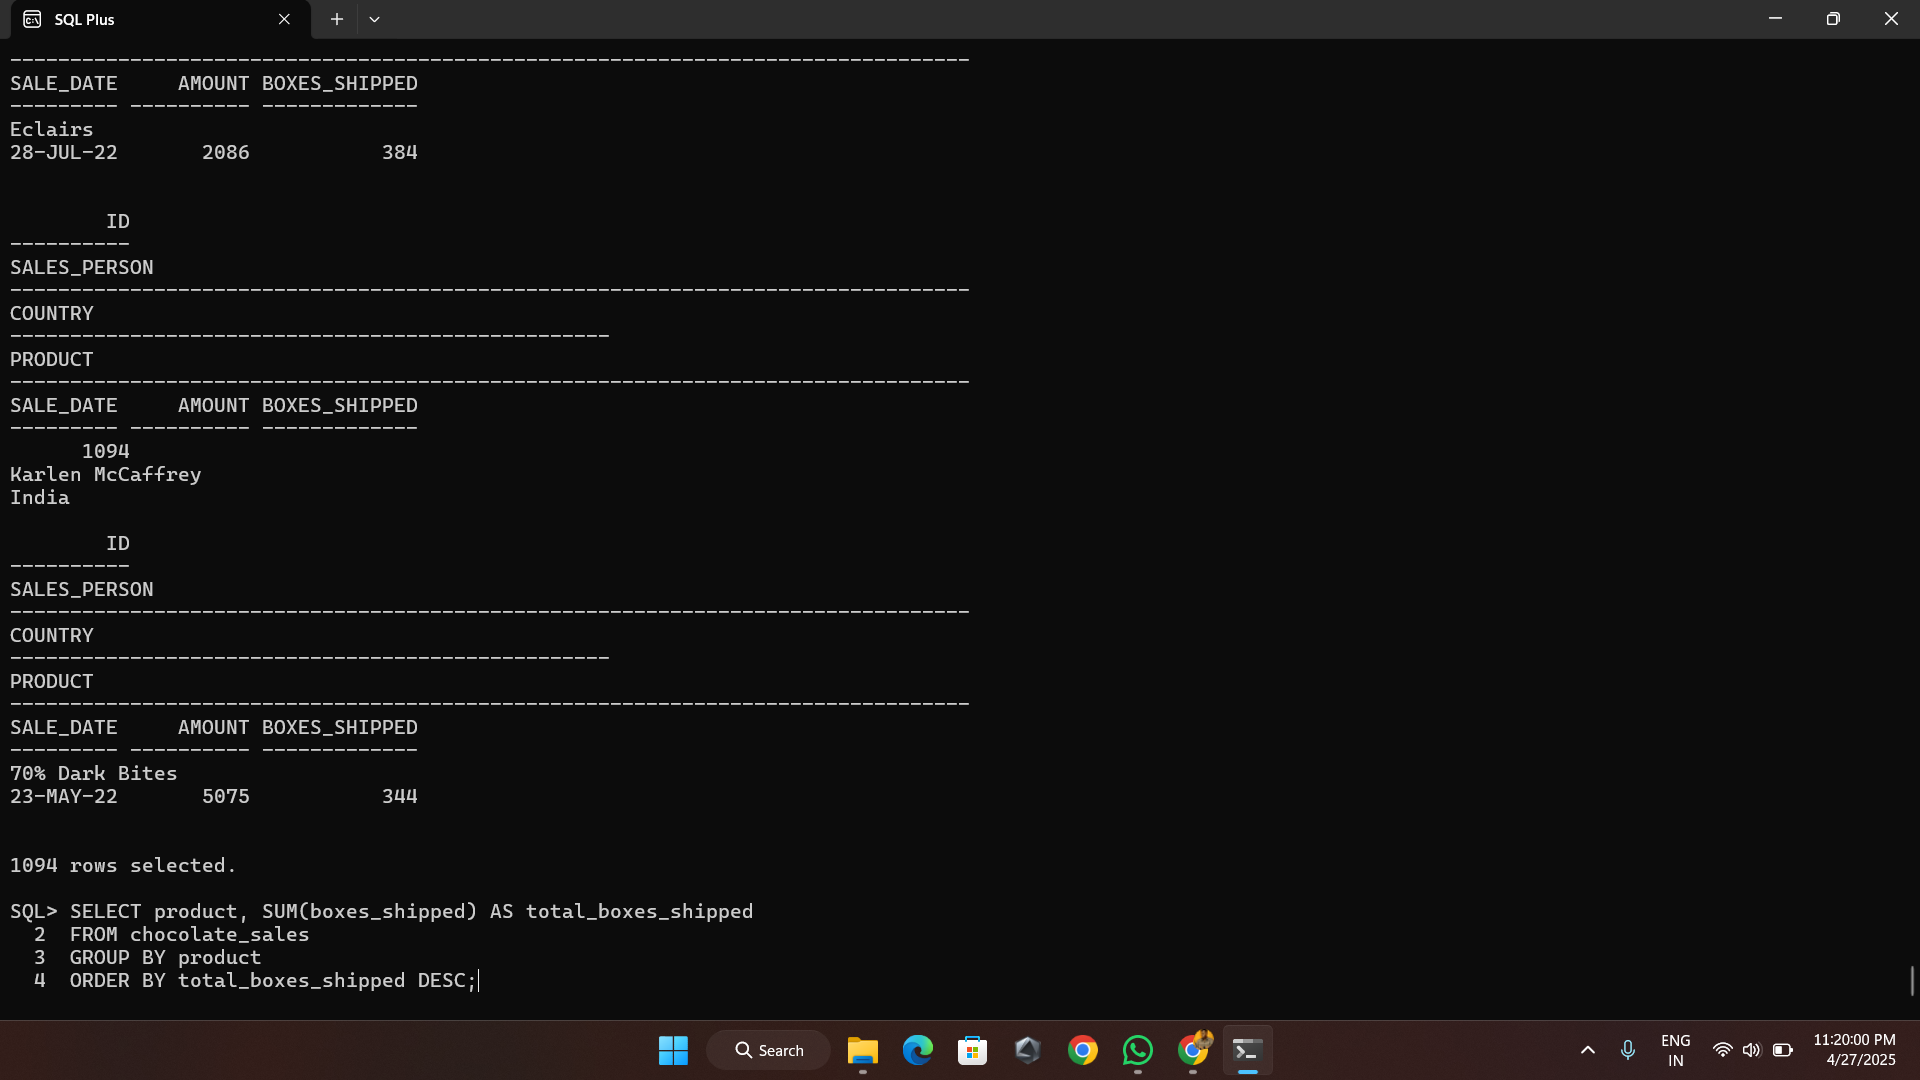 SQL Plus
--------------------------------------------------------------------------------
SALE_DATE     AMOUNT BOXES_SHIPPED
--------- ---------- -------------
Eclairs
28-JUL-22       2086           384
        ID
----------
SALES_PERSON
--------------------------------------------------------------------------------
COUNTRY
--------------------------------------------------
PRODUCT
--------------------------------------------------------------------------------
SALE_DATE     AMOUNT BOXES_SHIPPED
--------- ---------- -------------
      1094
Karlen McCaffrey
India
        ID
----------
SALES_PERSON
--------------------------------------------------------------------------------
COUNTRY
--------------------------------------------------
PRODUCT
--------------------------------------------------------------------------------
SALE_DATE     AMOUNT BOXES_SHIPPED
--------- ---------- -------------
70% Dark Bites
23-MAY-22       5075           344
1094 rows selected.
SQL> SELECT product, SUM(boxes_shipped) AS total_boxes_shipped
  2  FROM chocolate_sales
  3  GROUP BY product
  4  ORDER BY total_boxes_shipped DESC;
Search
ENG
IN
11:20:00 PM
4/27/2025